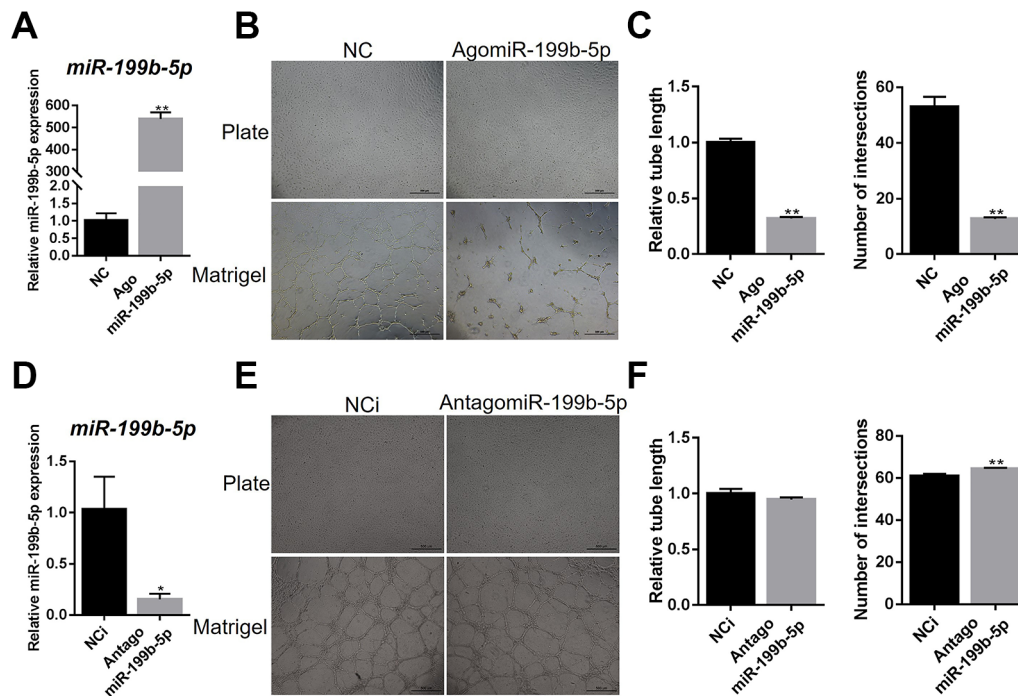 A
miR-199b-5p
Relative miR-199b-5p expression
600
500
400
300
2.0
1.5
1.0
0.5
0.0
**
NC
Ago
miR-199b-5p
B
NC
AgomiR-199b-5p
Plate
Matrigel
C
Relative tube length
1.5
1.0
0.5
0.0
**
NC
Ago
miR-199b-5p
Number of intersections
60
40
20
0
**
NC
Ago
miR-199b-5p
D
miR-199b-5p
Relative miR-199b-5p expression
1.5
1.0
0.5
0.0
*
NCi
Antago
miR-199b-5p
E
NCi
AntagomiR-199b-5p
Plate
Matrigel
F
Relative tube length
1.5
1.0
0.5
0.0
NCi
Antago
miR-199b-5p
Number of intersections
80
60
40
20
0
**
NCi
Antago
miR-199b-5p